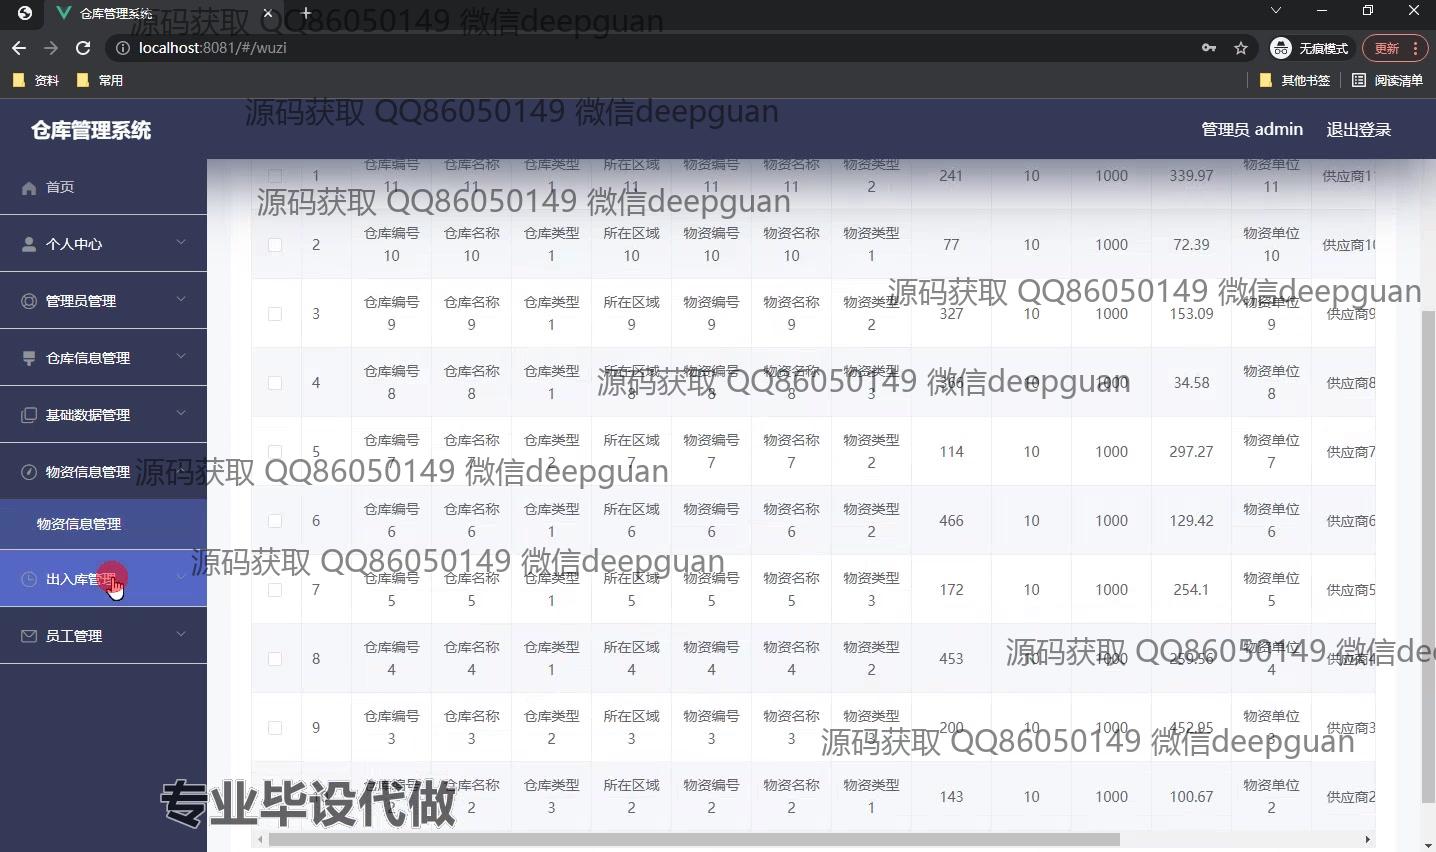 仓库管理系统
源码获取 QQ86050149 微信deepguan
localhost:8081/#/wuzi
无痕模式
更新
资料
常用
其他书签
阅读清单
仓库管理系统
源码获取 QQ86050149 微信deepguan
管理员 admin
退出登录
首页
个人中心
管理员管理
仓库信息管理
基础数据管理
物资信息管理
物资信息管理
出入库管理
员工管理
1 仓库编号11 仓库名称11 仓库类型1 所在区域11 物资编号11 物资名称11 物资类型2 241 10 1000 339.97 物资单位11 供应商1
源码获取 QQ86050149 微信deepguan
2 仓库编号10 仓库名称10 仓库类型1 所在区域10 物资编号10 物资名称10 物资类型1 77 10 1000 72.39 物资单位10 供应商10
源码获取 QQ86050149 微信deepguan
3 仓库编号9 仓库名称9 仓库类型1 所在区域9 物资编号9 物资名称9 物资类型2 327 10 1000 153.09 物资单位9 供应商9
4 仓库编号8 仓库名称8 仓库类型1 所在区域8 物资编号8 物资名称8 物资类型3 366 10 1000 34.58 物资单位8 供应商8
源码获取 QQ86050149 微信deepguan
5 仓库编号7 仓库名称7 仓库类型2 所在区域7 物资编号7 物资名称7 物资类型2 114 10 1000 297.27 物资单位7 供应商7
源码获取 QQ86050149 微信deepguan
6 仓库编号6 仓库名称6 仓库类型1 所在区域6 物资编号6 物资名称6 物资类型2 466 10 1000 129.42 物资单位6 供应商6
源码获取 QQ86050149 微信deepguan
7 仓库编号5 仓库名称5 仓库类型1 所在区域5 物资编号5 物资名称5 物资类型3 172 10 1000 254.1 物资单位5 供应商5
8 仓库编号4 仓库名称4 仓库类型1 所在区域4 物资编号4 物资名称4 物资类型2 453 10 1000 259.56 物资单位4 供应商4
源码获取 QQ86050149 微信dee
9 仓库编号3 仓库名称3 仓库类型2 所在区域3 物资编号3 物资名称3 物资类型3 200 10 1000 452.95 物资单位3 供应商3
源码获取 QQ86050149 微信deepguan
仓库名称2 仓库类型3 所在区域2 物资编号2 物资名称2 物资类型1 143 10 1000 100.67 物资单位2 供应商2
专业毕设代做